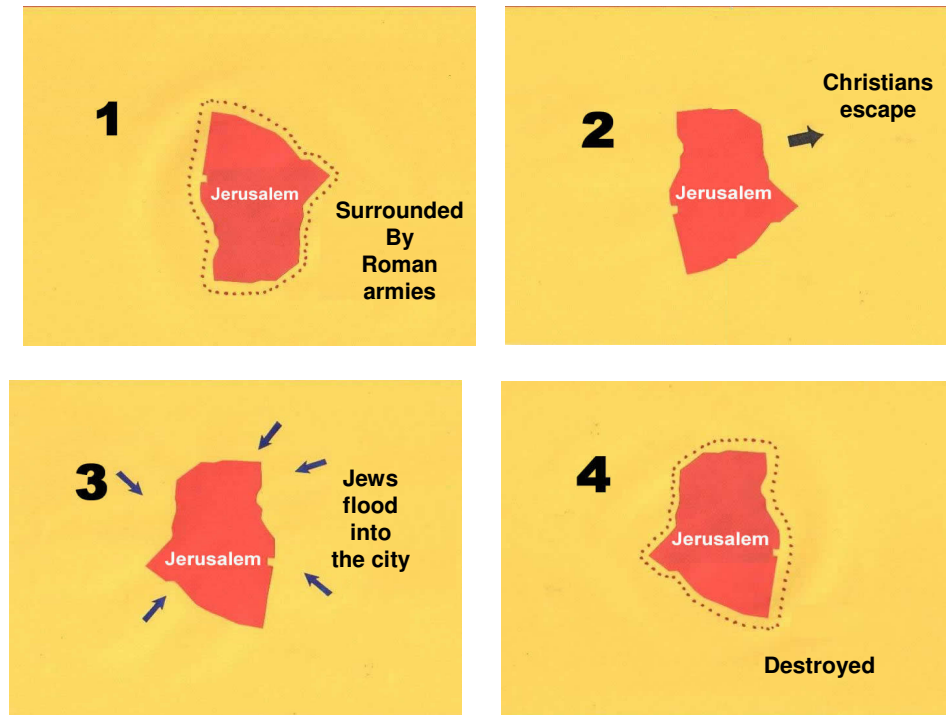 1
Jerusalem
Surrounded
By
Roman
armies
2
Christians
escape
Jerusalem
3
Jews
flood
into
the city
Jerusalem
4
Jerusalem
Destroyed